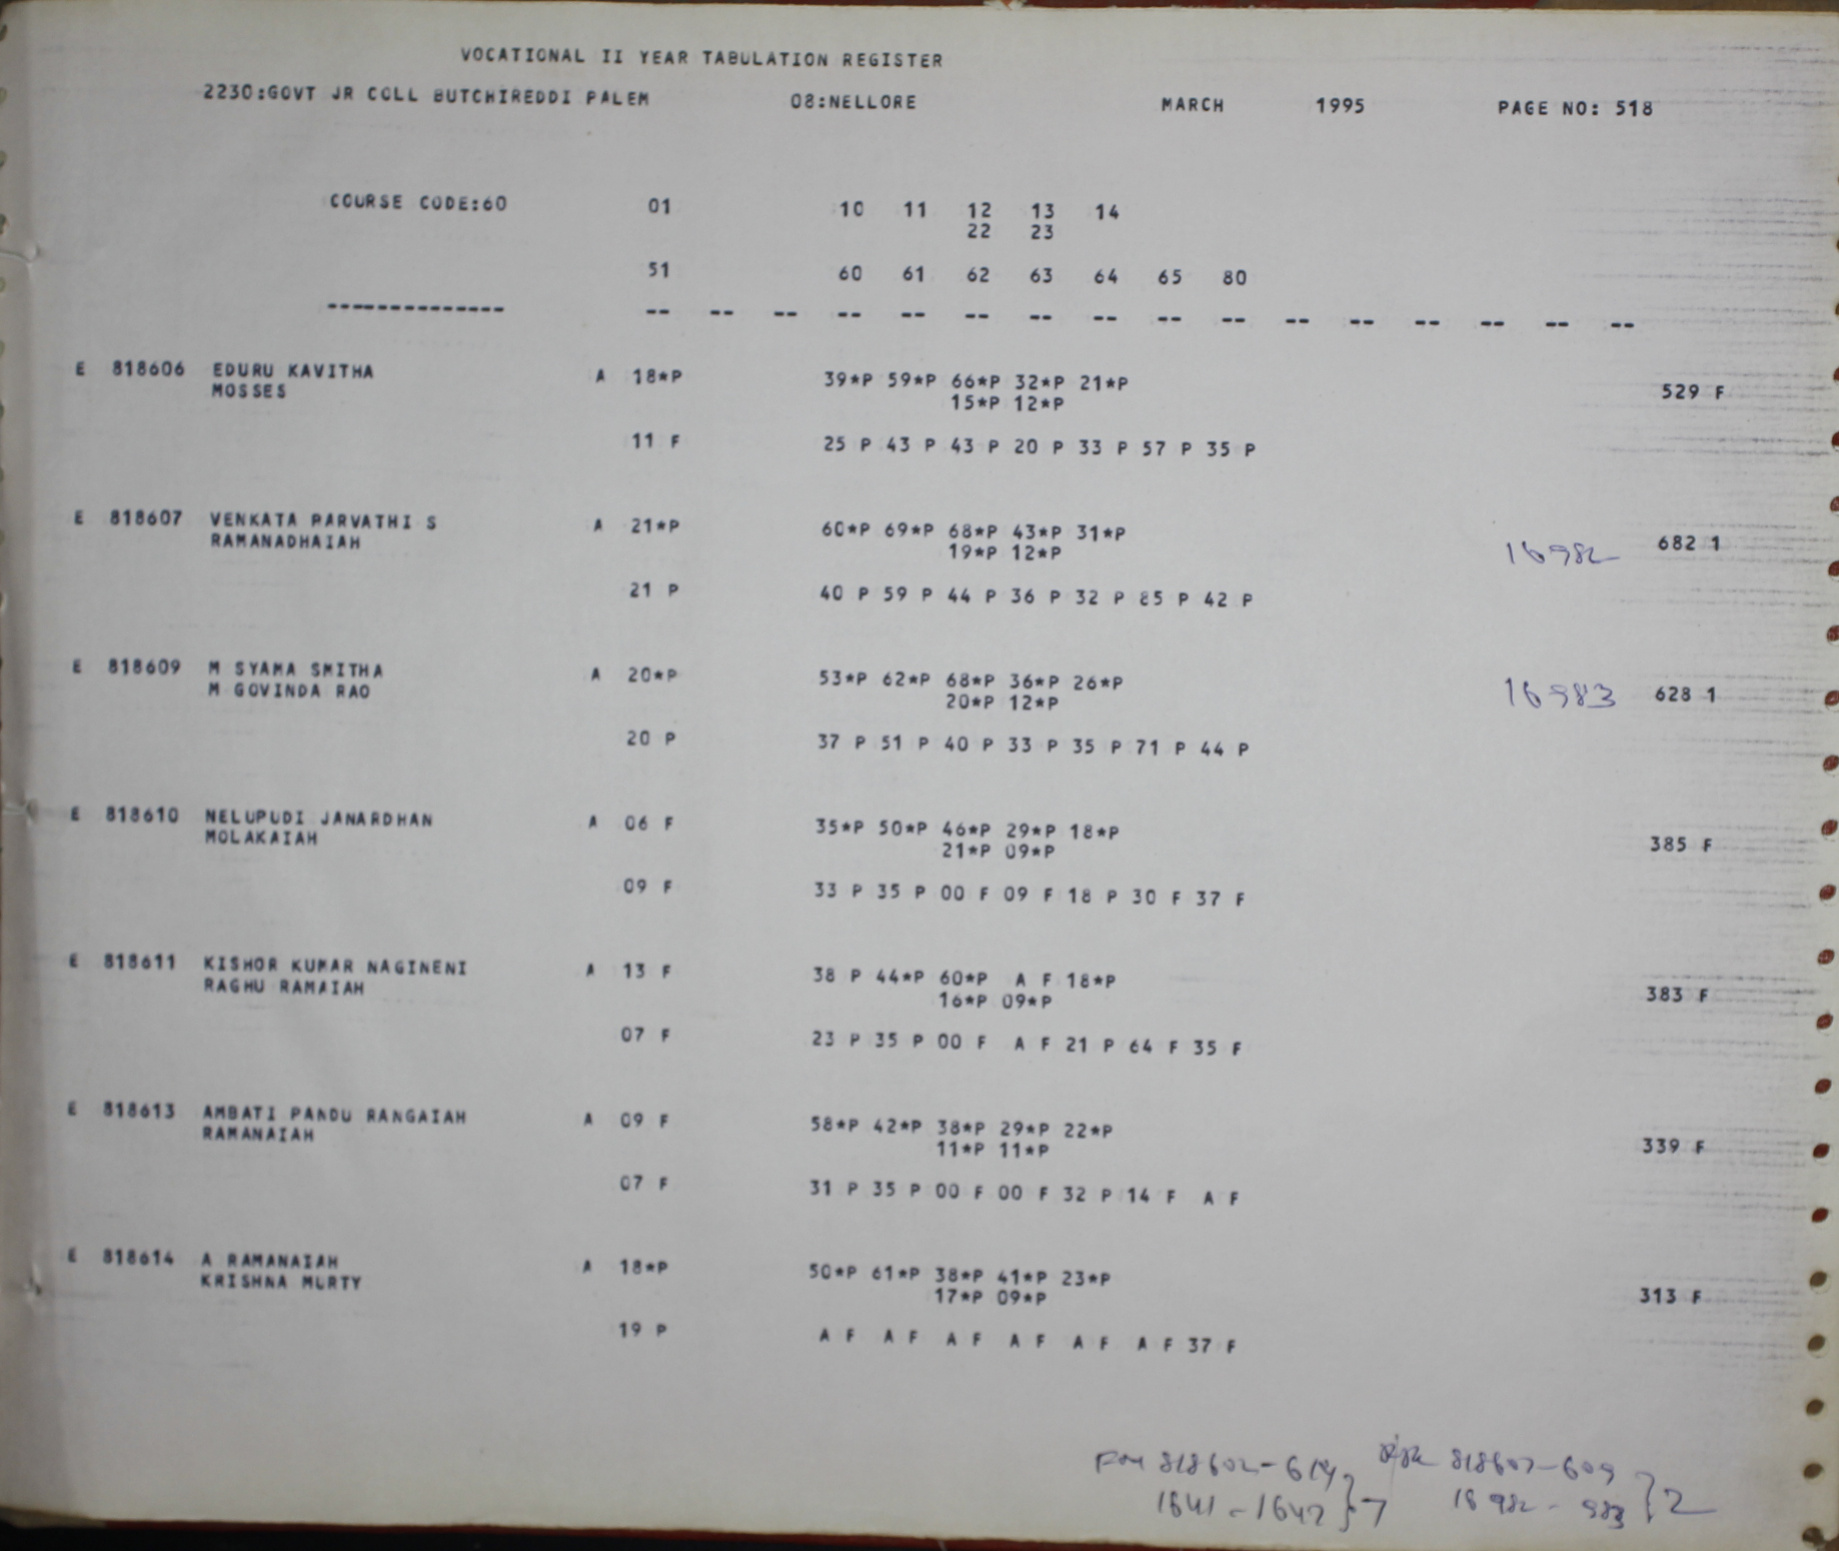 VOCATIONAL II YEAR TABULATION REGISTER
2230:GOVT JR COLL BUTCHIREDDI PALEM 08:NELLORE MARCH 1995 PAGE NO: 518
COURSE CODE:60 01 10 11 12 13 14
22 23
51 60 61 62 63 64 65 80
-------------- -- -- -- -- -- -- -- -- -- -- -- -- -- -- -- --
E 818606 EDURU KAVITHA A 18*P 39*P 59*P 66*P 32*P 21*P
MOSSES 15*P 12*P 529 F
11 F 25 P 43 P 43 P 20 P 33 P 57 P 35 P
E 818607 VENKATA PARVATHI S A 21*P 60*P 69*P 68*P 43*P 31*P
RAMANADHAIAH 19*P 12*P 16982 682 1
21 P 40 P 59 P 44 P 36 P 32 P 85 P 42 P
E 818609 M SYAMA SMITHA A 20*P 53*P 62*P 68*P 36*P 26*P
M GOVINDA RAO 20*P 12*P 16983 628 1
20 P 37 P 51 P 40 P 33 P 35 P 71 P 44 P
E 818610 NELUPUDI JANARDHAN A 06 F 35*P 50*P 46*P 29*P 18*P
MOLAKAIAH 21*P 09*P 385 F
09 F 33 P 35 P 00 F 09 F 18 P 30 F 37 F
E 818611 KISHOR KUMAR NAGINENI A 13 F 38 P 44*P 60*P A F 18*P
RAGHU RAMAIAH 16*P 09*P 383 F
07 F 23 P 35 P 00 F A F 21 P 64 F 35 F
E 818613 AMBATI PANDU RANGAIAH A 09 F 58*P 42*P 38*P 29*P 22*P
RAMANAIAH 11*P 11*P 339 F
07 F 31 P 35 P 00 F 00 F 32 P 14 F A F
E 818614 A RAMANAIAH A 18*P 50*P 61*P 38*P 41*P 23*P
KRISHNA MURTY 17*P 09*P 313 F
19 P A F A F A F A F A F A F 37 F
818607-609
1641-1647 } 7 16982-983 } 2